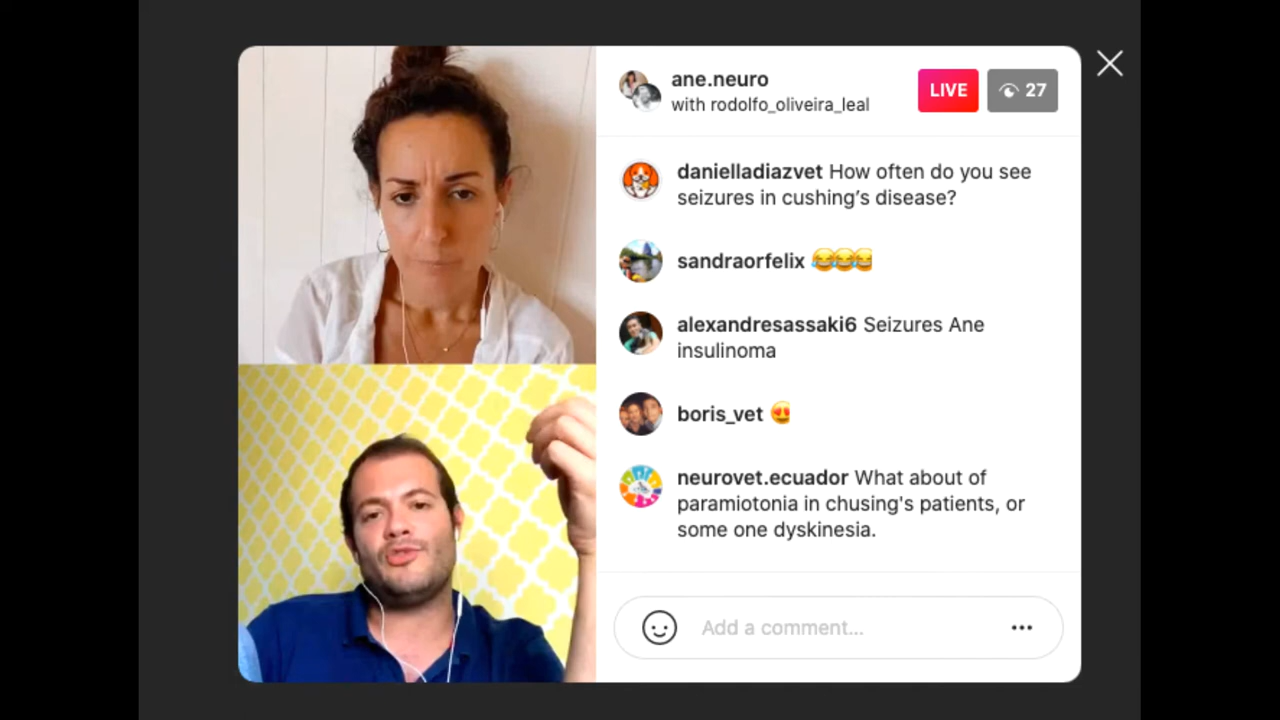 ane.neuro
with rodolfo_oliveira_leal
LIVE
27
danielladiazvet How often do you see
seizures in cushing’s disease?
sandraorfelix 😂😂😂
alexandresassaki6 Seizures Ane
insulinoma
boris_vet 😍
neurovet.ecuador What about of
paramiotonia in chusing's patients, or
some one dyskinesia.
Add a comment...